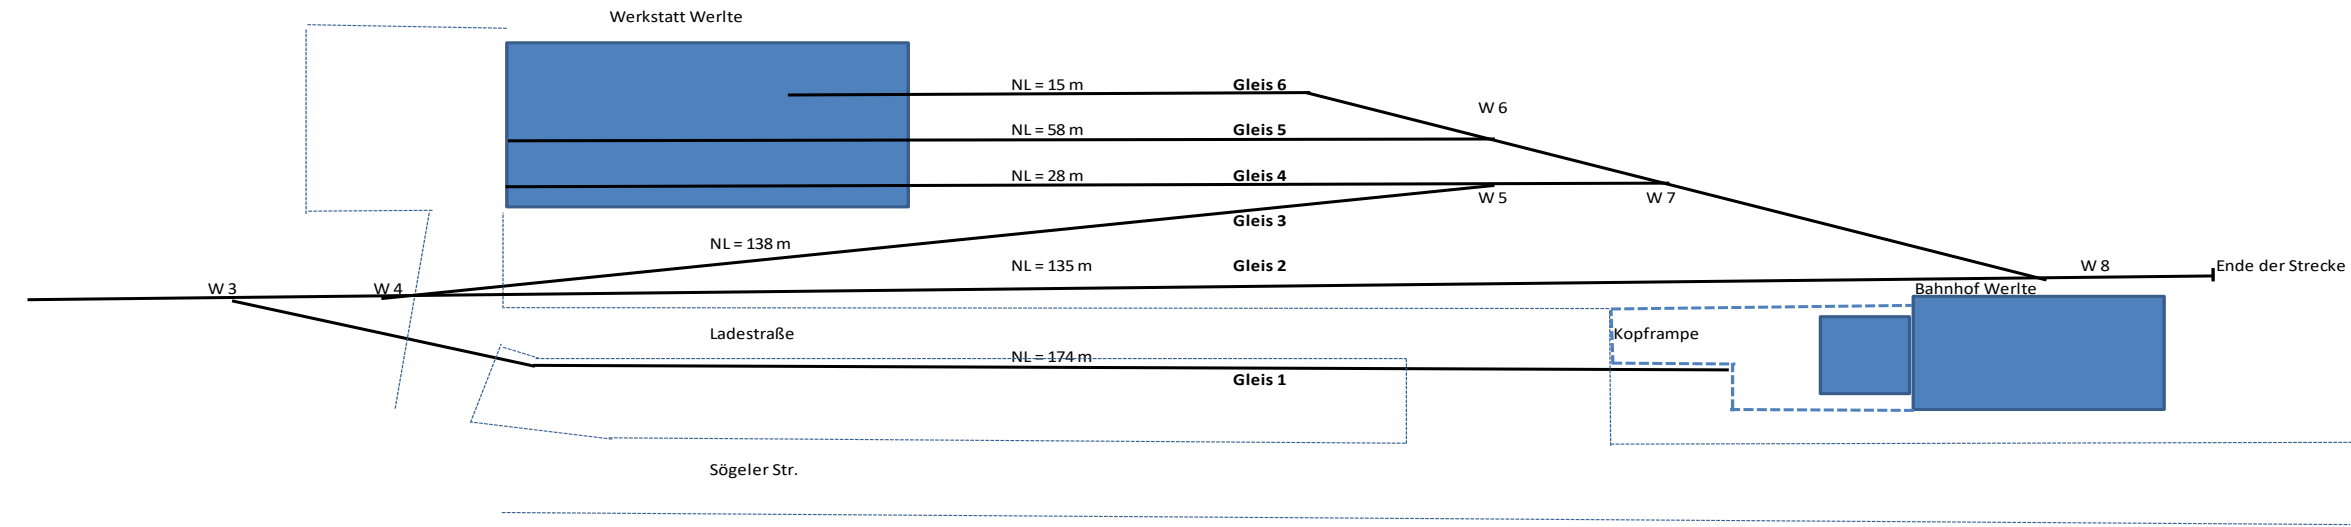 Werkstatt Werlte
NL = 15 m Gleis 6
W 6
NL = 58 m Gleis 5
NL = 28 m Gleis 4
W 5 W 7
Gleis 3
NL = 138 m
NL = 135 m Gleis 2 W 8 Ende der Strecke
W 3 W 4 Bahnhof Werlte
Ladestraße Kopframpe
NL = 174 m
Gleis 1
Sögeler Str.